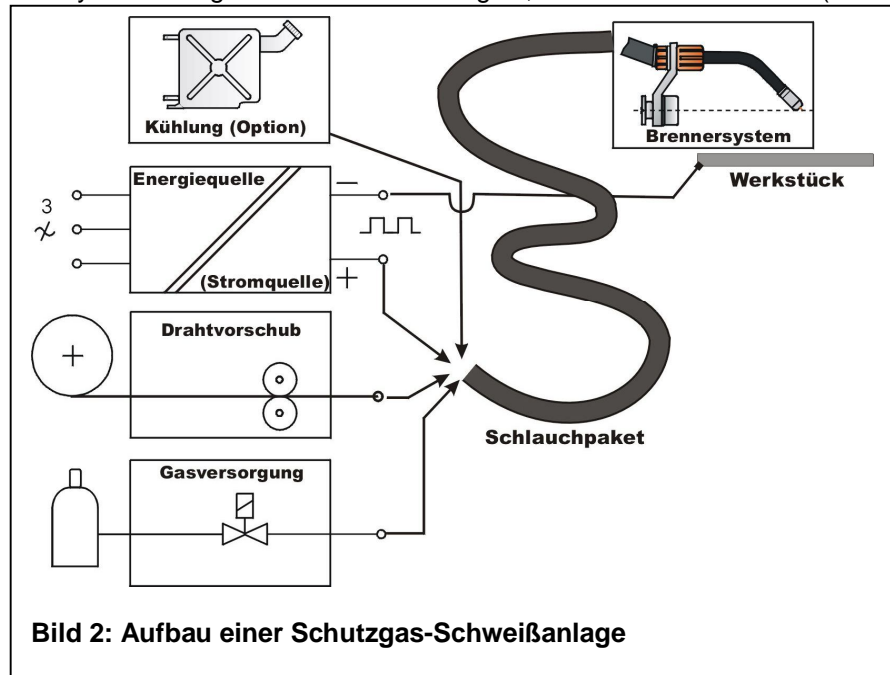 Kühlung (Option)
Brennersystem
Energiequelle
–
3
Werkstück
(Stromquelle)
+
Drahtvorschub
+
Schlauchpaket
Gasversorgung
Bild 2: Aufbau einer Schutzgas-Schweißanlage